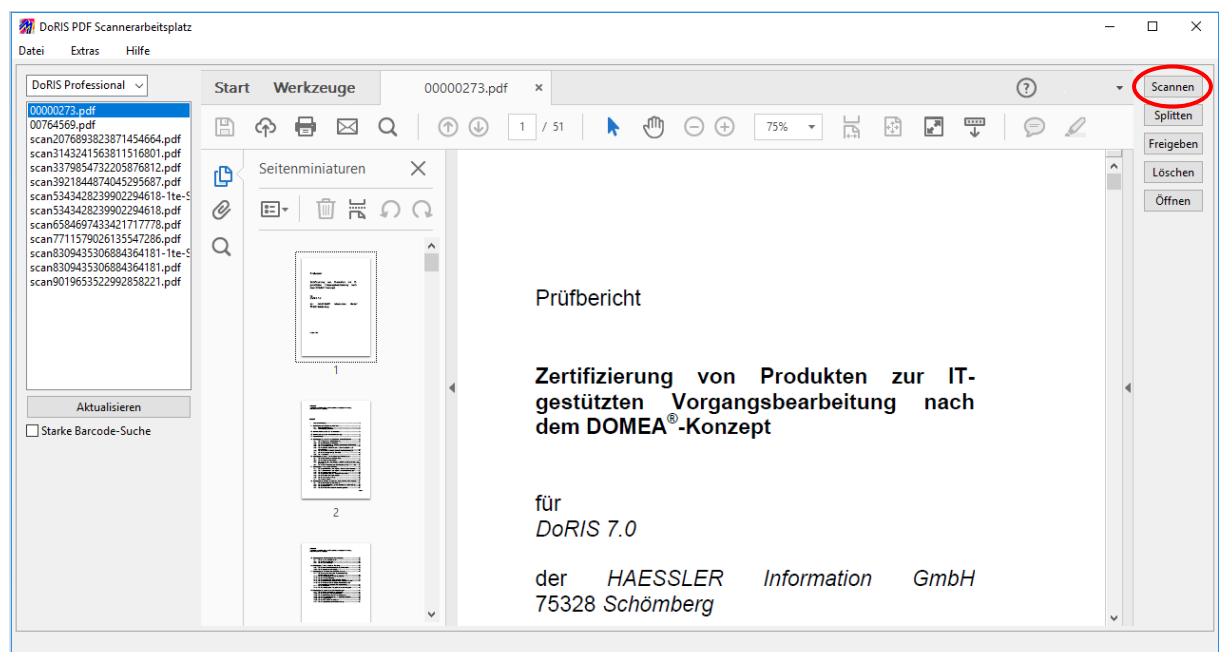 DoRIS PDF Scannerarbeitsplatz
Datei Extras Hilfe
DoRIS Professional
00000273.pdf
00764569.pdf
scan2076893823871454664.pdf
scan3143241563811516801.pdf
scan3379854732205876812.pdf
scan3921844874045295687.pdf
scan5343428239902294618-1te-S
scan5343428239902294618.pdf
scan6584697433421717778.pdf
scan7711579026135547286.pdf
scan8309435306884364181-1te-S
scan8309435306884364181.pdf
scan9019653522992858221.pdf
Aktualisieren
Starke Barcode-Suche
Start Werkzeuge 00000273.pdf
1 / 51 75%
Seitenminiaturen
1
2
Prüfbericht
Zertifizierung von Produkten zur IT-
gestützten Vorgangsbearbeitung nach
dem DOMEA®-Konzept
für
DoRIS 7.0
der HAESSLER Information GmbH
75328 Schömberg
Scannen
Splitten
Freigeben
Löschen
Öffnen